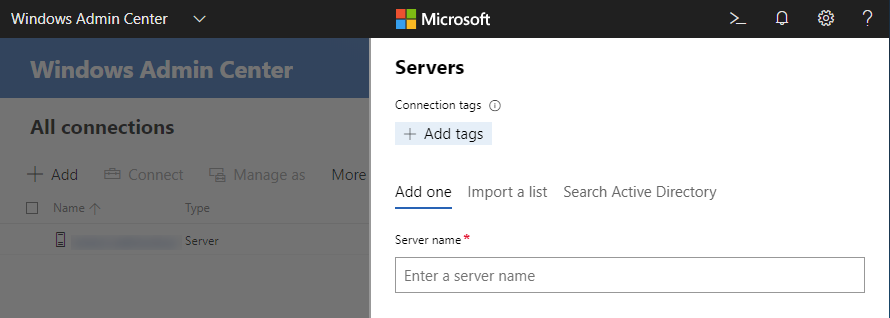 Windows Admin Center
Microsoft
Windows Admin Center
All connections
Add Connect Manage as More
Name Type
Server
Servers
Connection tags
Add tags
Add one Import a list Search Active Directory
Server name *
Enter a server name